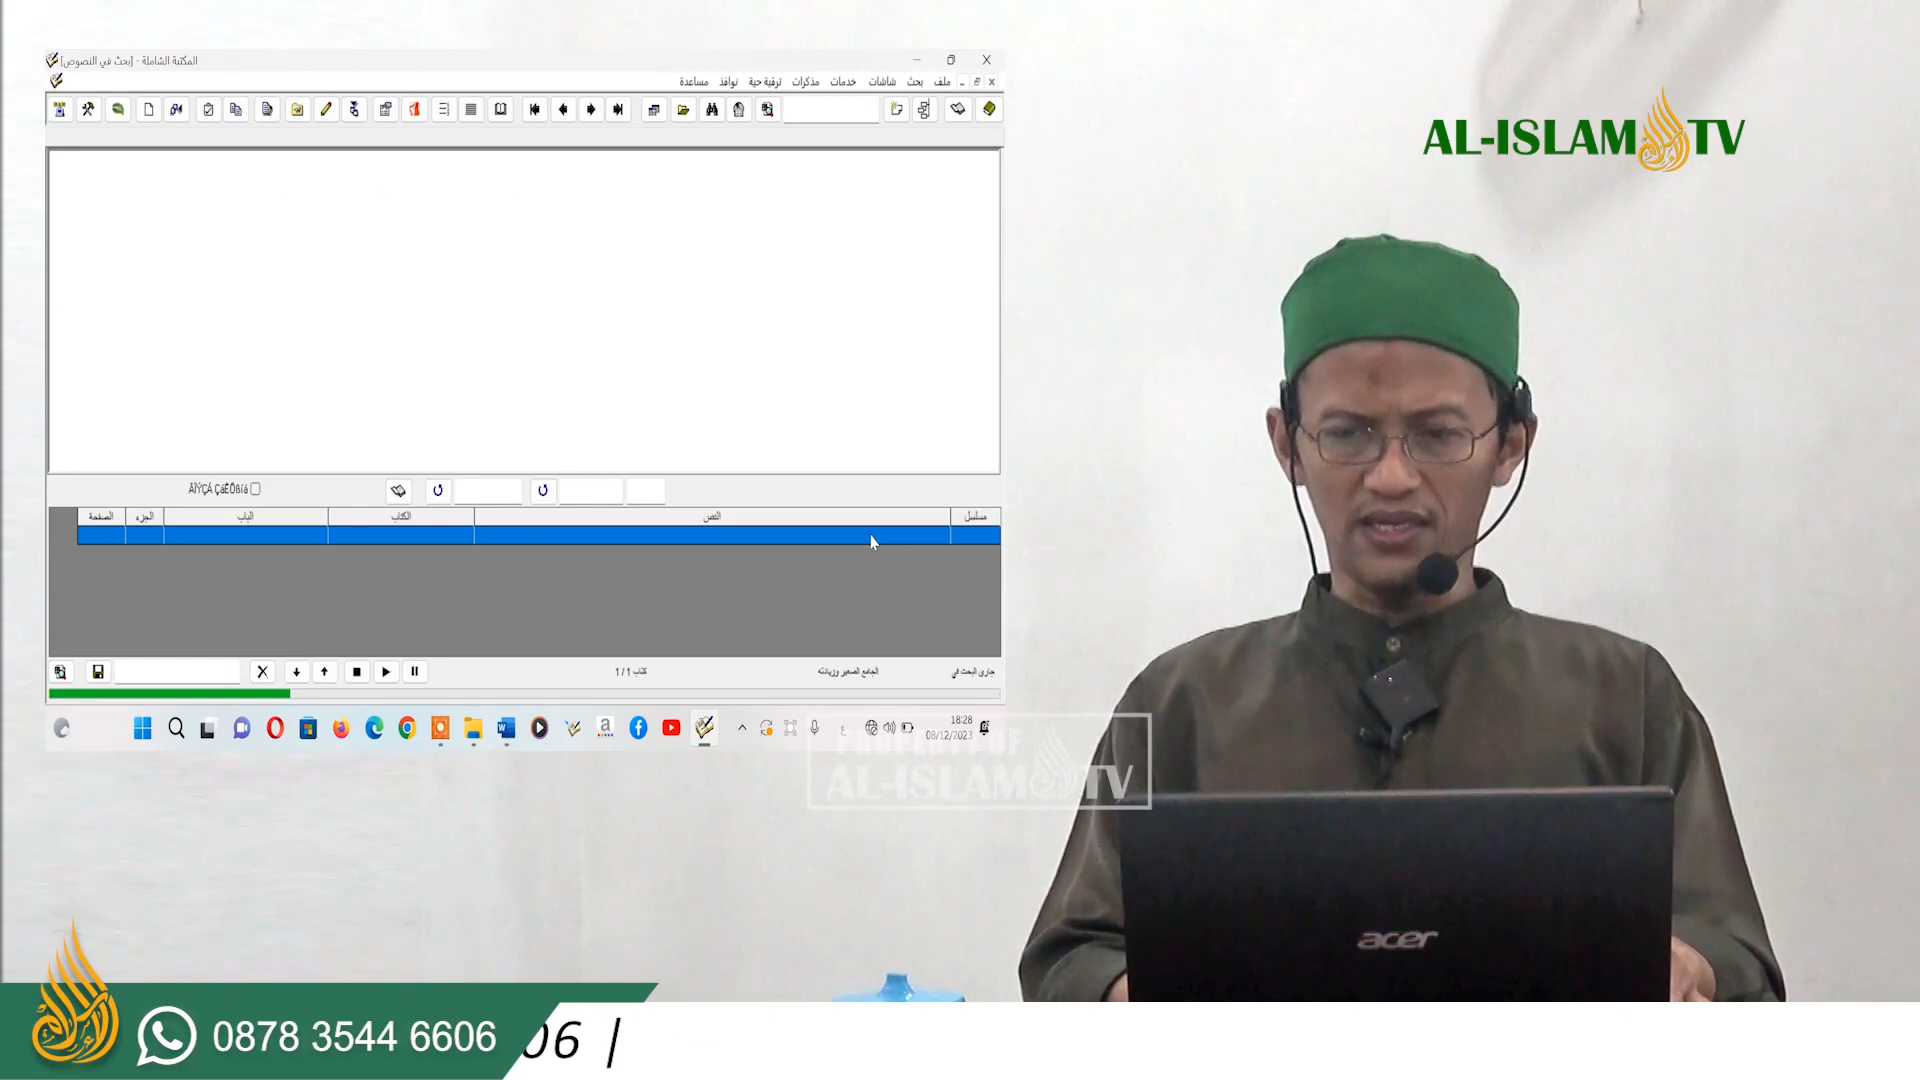 المكتبة الشاملة - [بحث في النصوص]
ملف بحث شاشات خدمات مذكرات ترقية حية نوافذ مساعدة
AL-ISLAM TV
مسلسل النص الكتاب الباب الجزء الصفحة
جاري البحث في الجامع الصغير وزيادته كتاب 1 / 1
18:28
08/12/2023
PROPERTY OF
AL-ISLAM TV
acer
0878 3544 6606
06 |